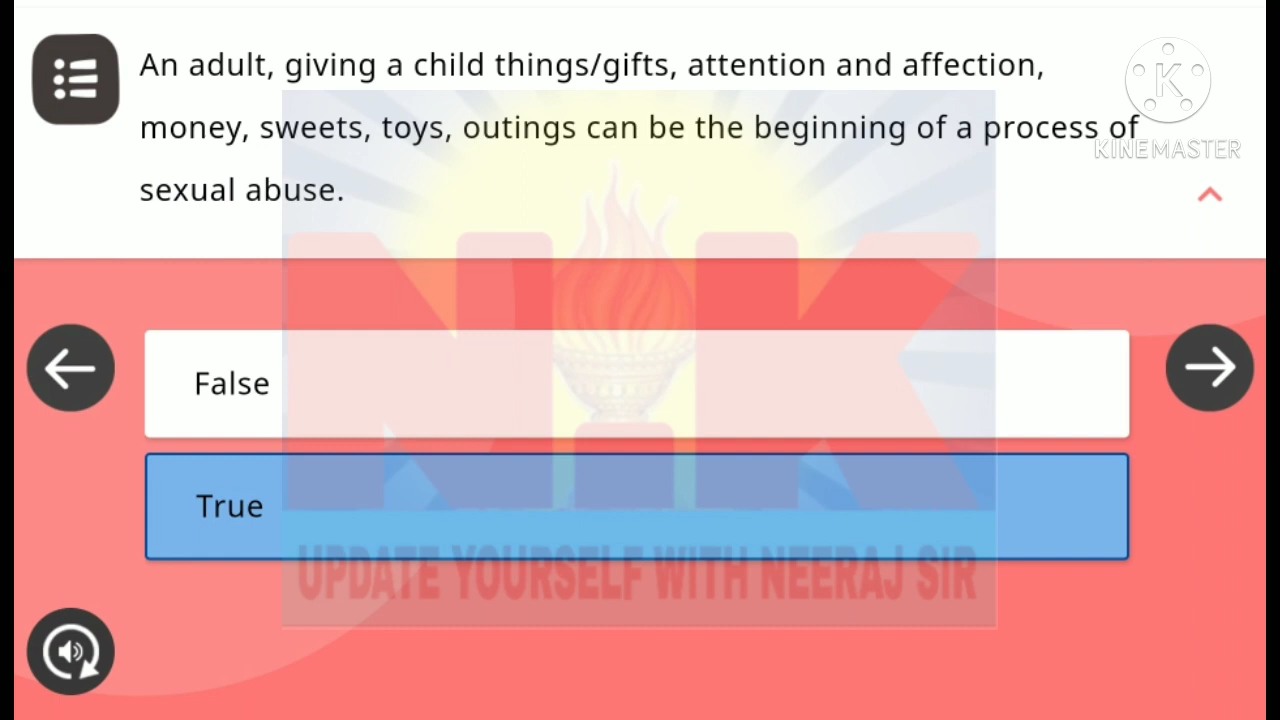 An adult, giving a child things/gifts, attention and affection,
money, sweets, toys, outings can be the beginning of a process of
sexual abuse.
K
KINEMASTER
False
True
N.K
UPDATE YOURSELF WITH NEERAJ SIR